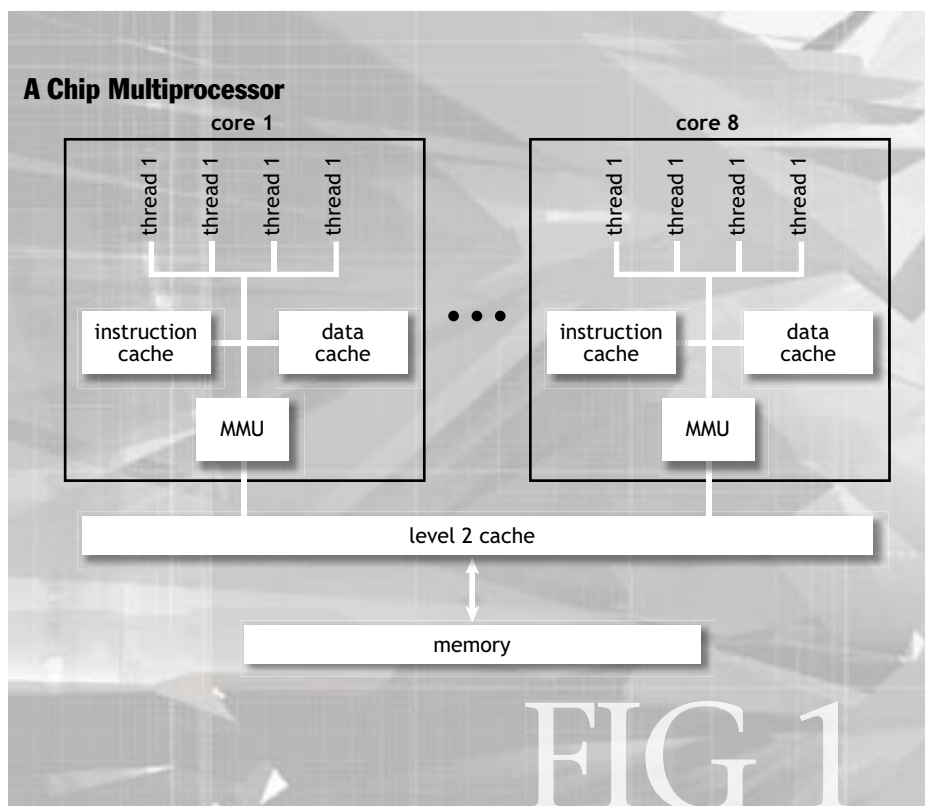 A Chip Multiprocessor
core 1
thread 1
thread 1
thread 1
thread 1
instruction
cache
data
cache
MMU
•••
core 8
thread 1
thread 1
thread 1
thread 1
instruction
cache
data
cache
MMU
level 2 cache
memory
FIG 1